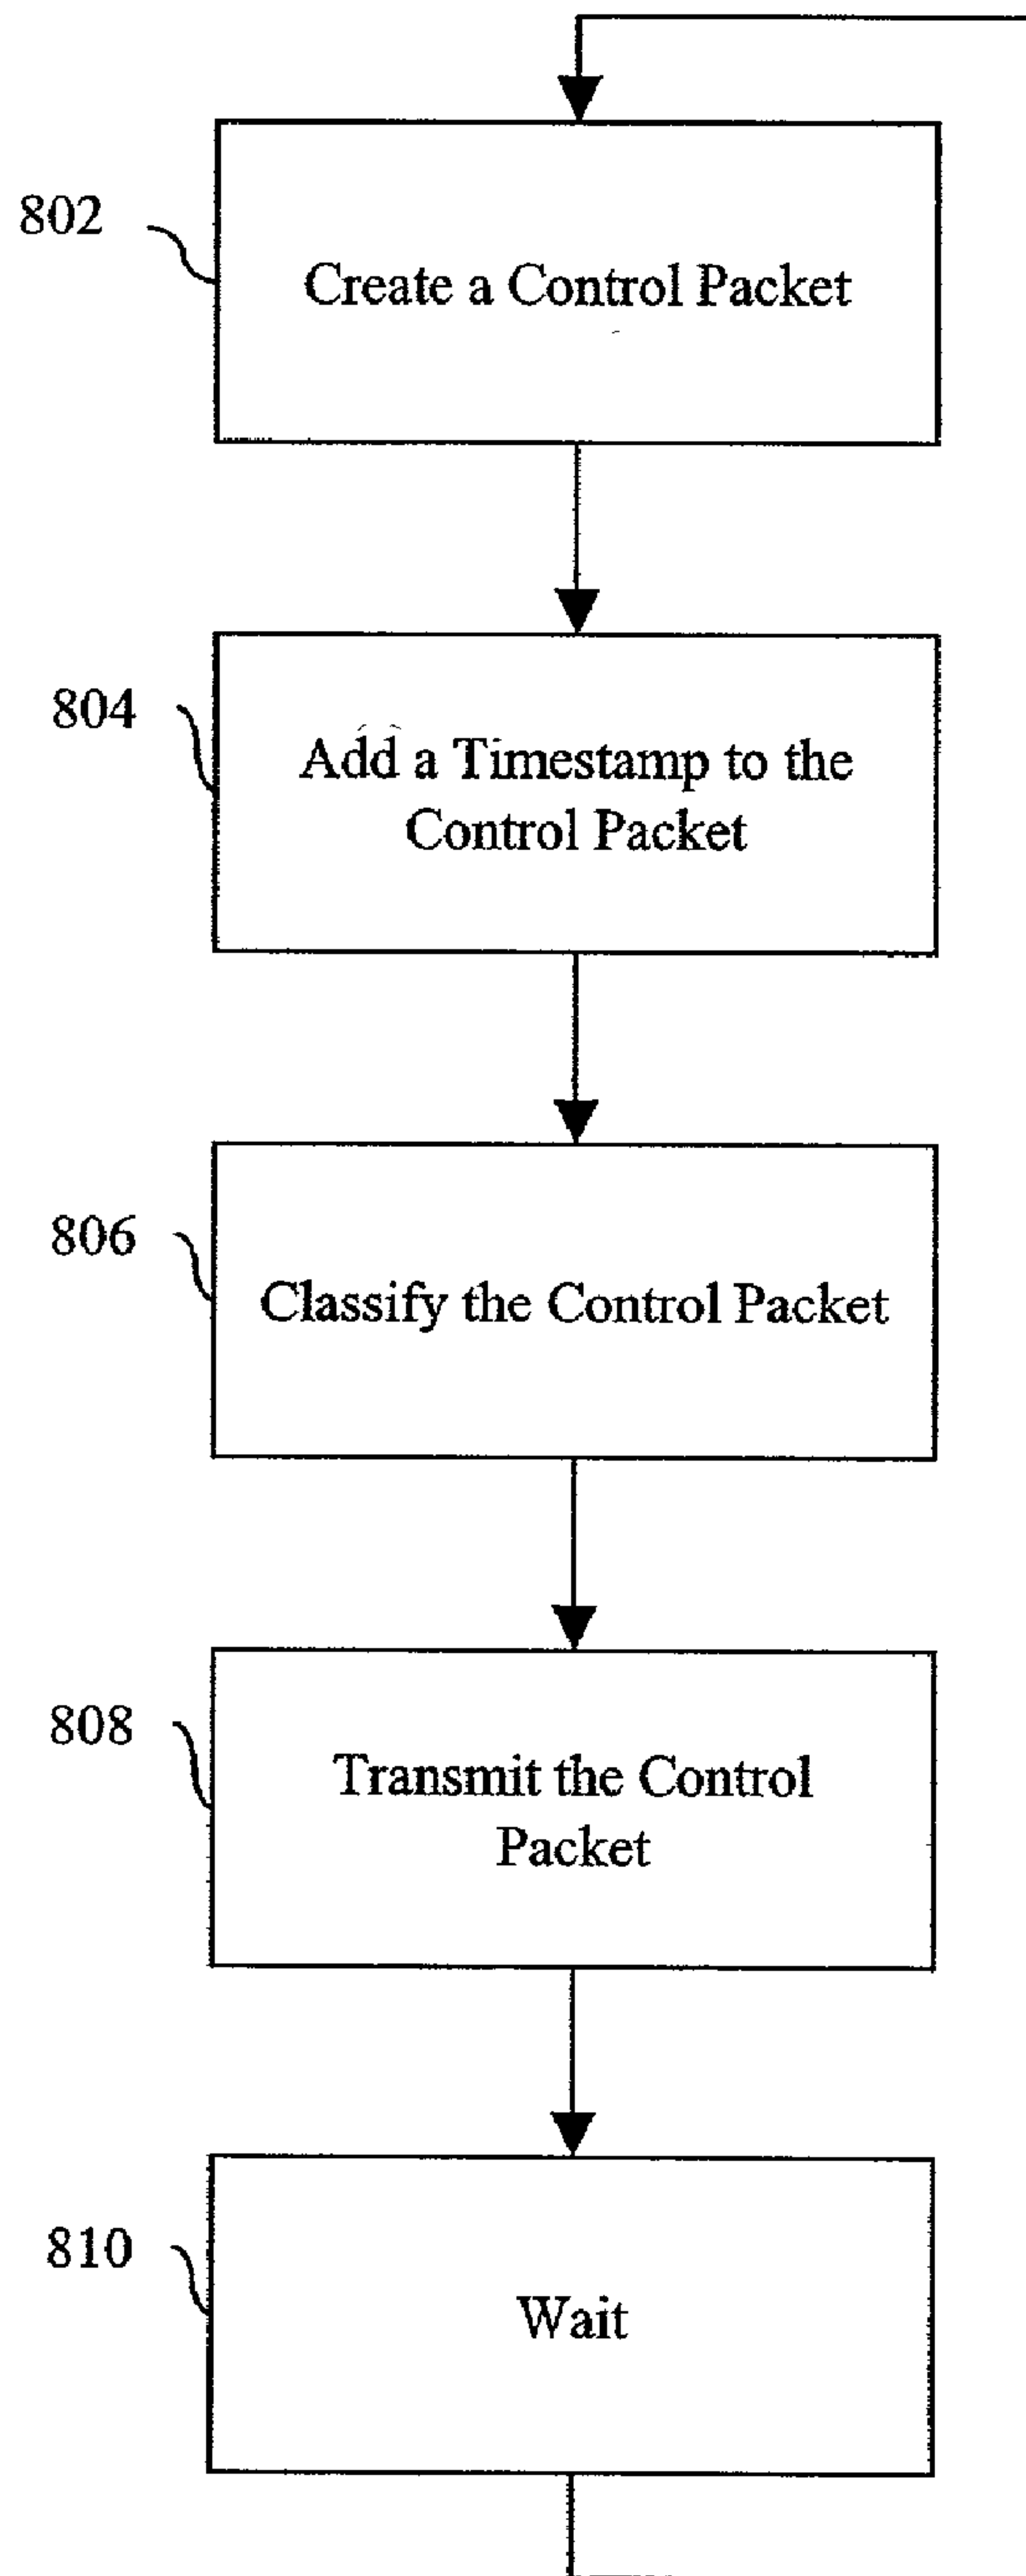 802
Create a Control Packet
804
Add a Timestamp to the
Control Packet
806
Classify the Control Packet
808
Transmit the Control
Packet
810
Wait